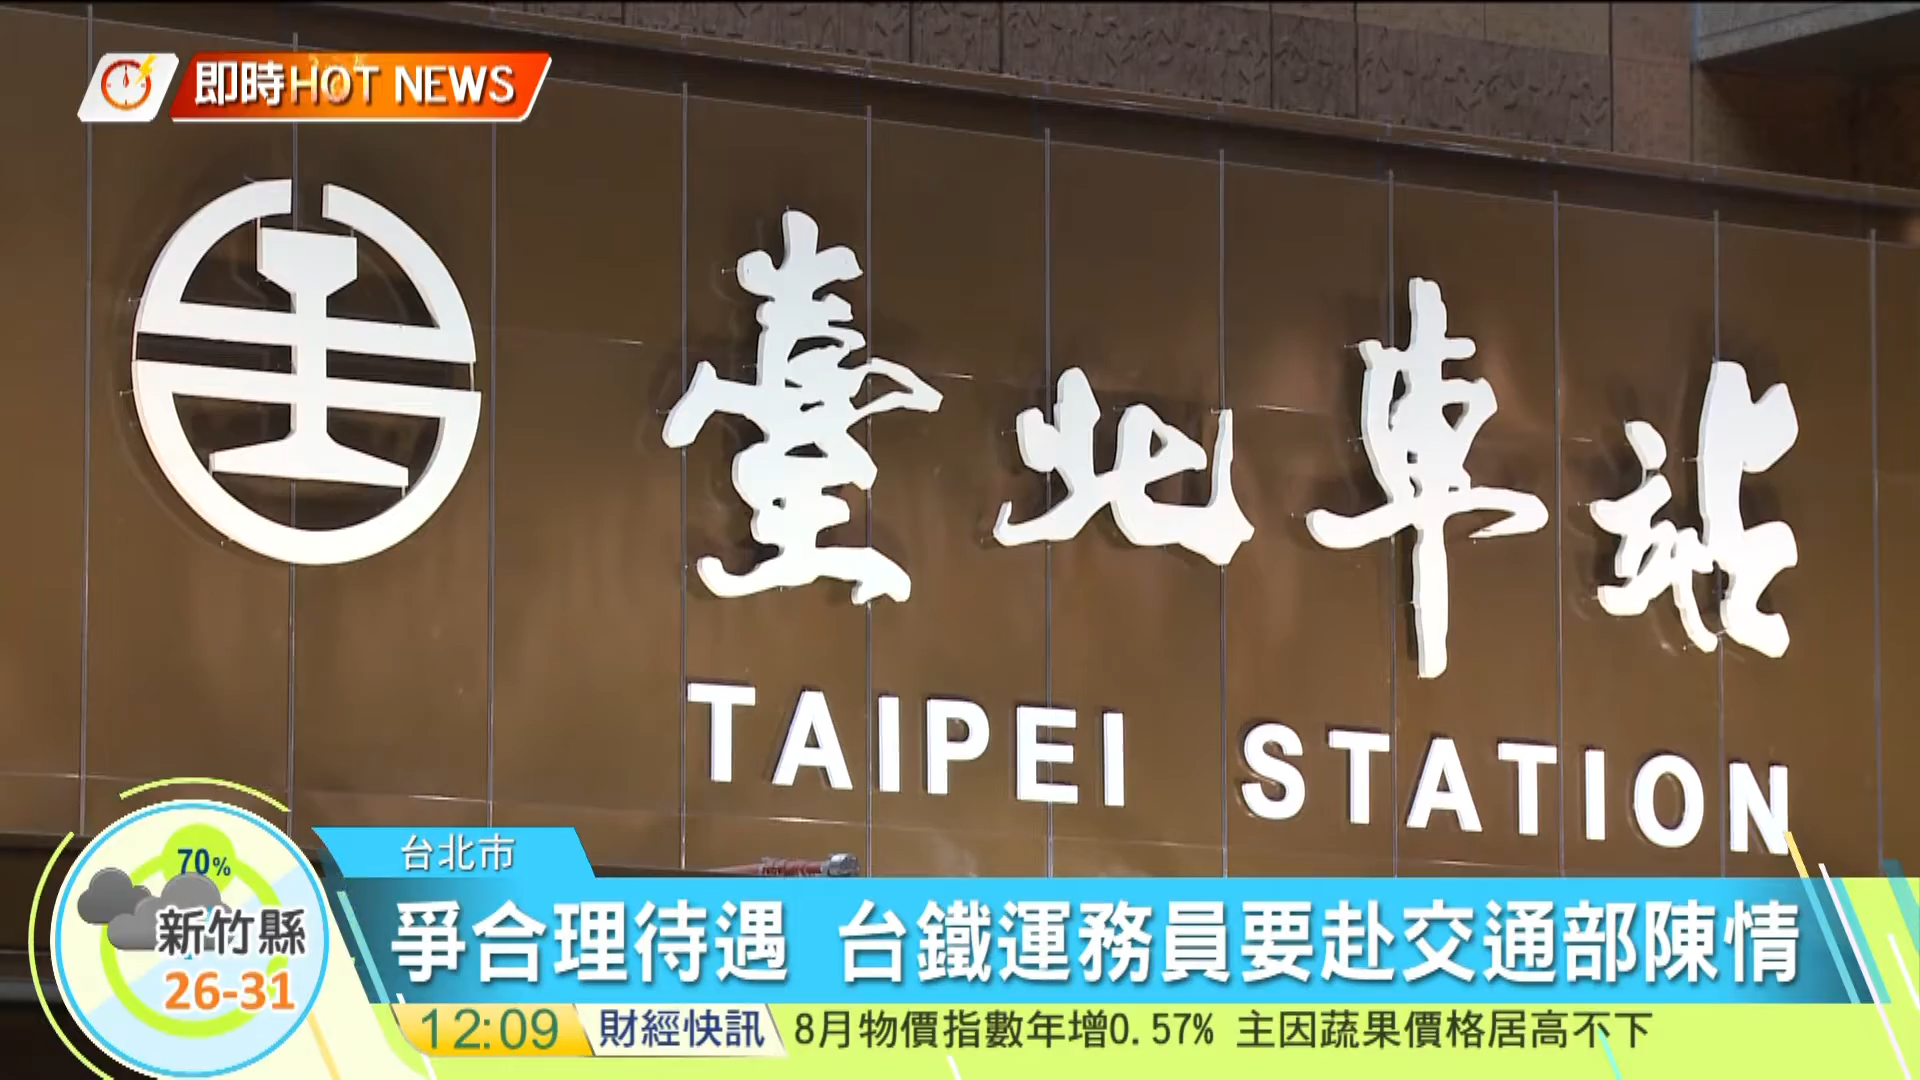 即時HOT NEWS
臺北車站
TAIPEI STATION
70%
新竹縣
26-31
台北市
爭合理待遇 台鐵運務員要赴交通部陳情
12:09 財經快訊 8月物價指數年增0.57% 主因蔬果價格居高不下